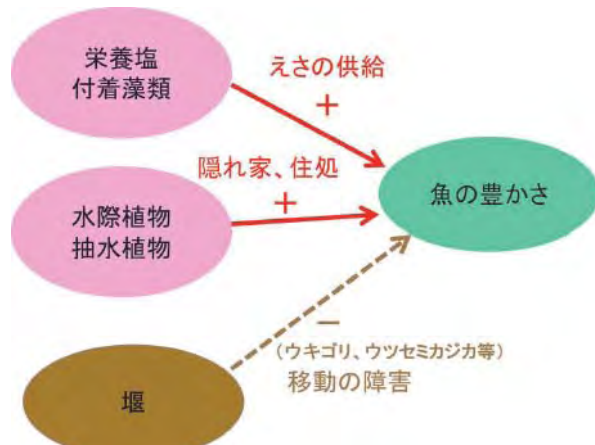 栄養塩
付着藻類
えさの供給
＋
隠れ家、住処
＋
水際植物
抽水植物
魚の豊かさ
－
(ウキゴリ、ウツセミカジカ等)
移動の障害
堰